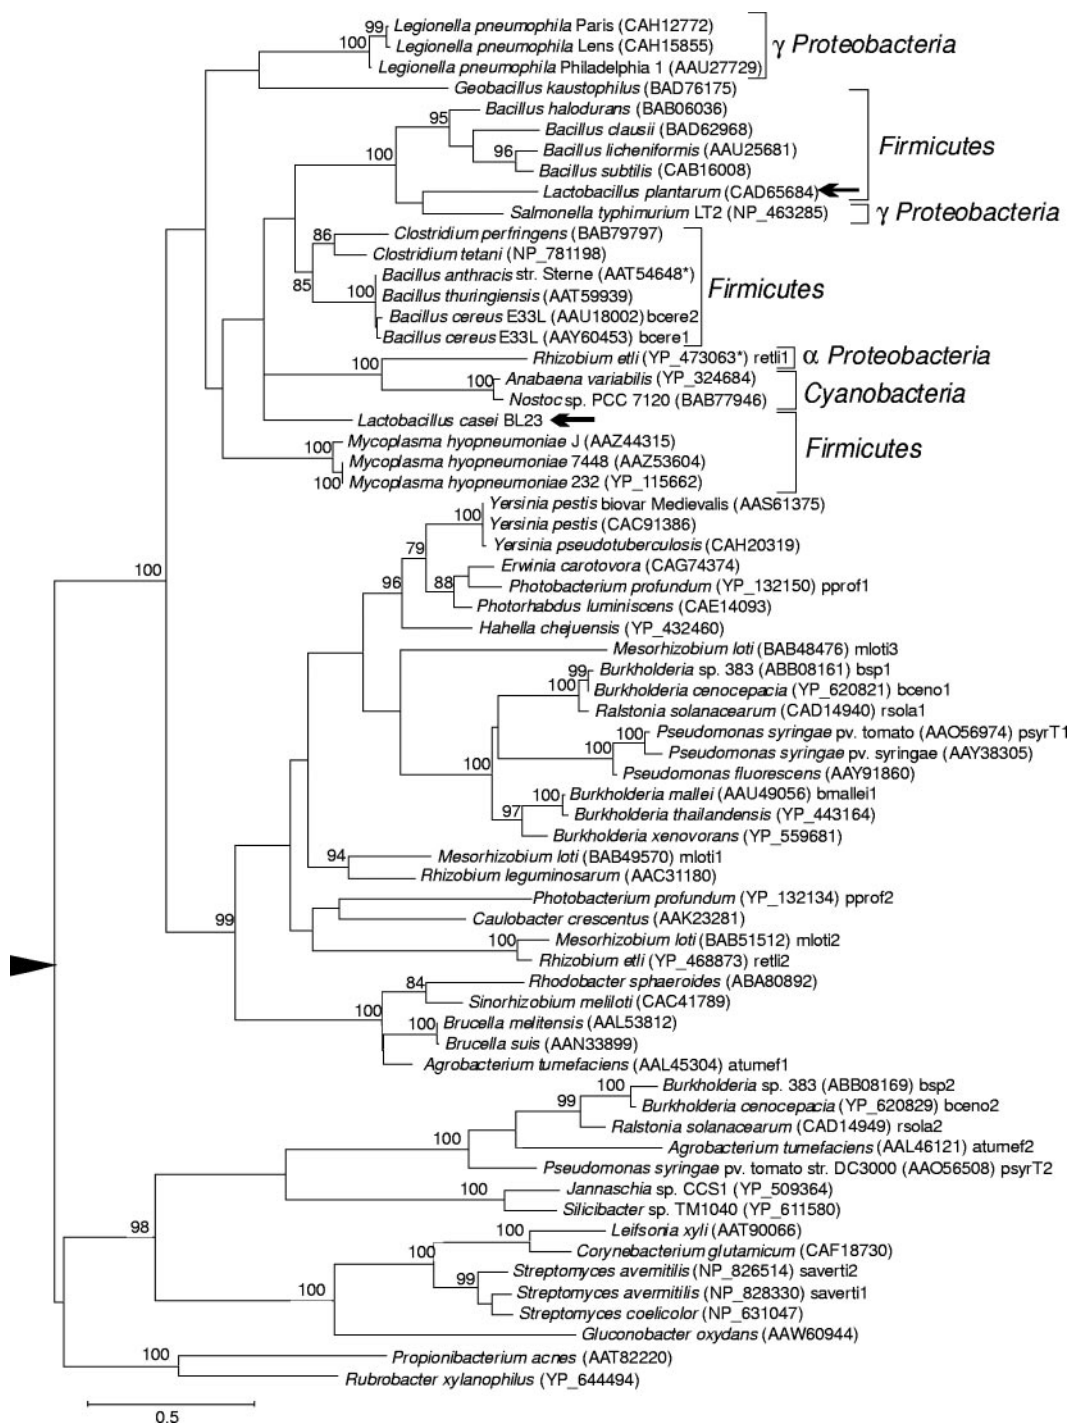 99 Legionella pneumophila Paris (CAH12772)
100 Legionella pneumophila Lens (CAH15855)
γ Proteobacteria
Legionella pneumophila Philadelphia 1 (AAU27729)
Geobacillus kaustophilus (BAD76175)
95 Bacillus halodurans (BAB06036)
Bacillus clausii (BAD62968)
Firmicutes
96 Bacillus licheniformis (AAU25681)
100 Bacillus subtilis (CAB16008)
Lactobacillus plantarum (CAD65684)
Salmonella typhimurium LT2 (NP_463285)
γ Proteobacteria
86 Clostridium perfringens (BAB79797)
Clostridium tetani (NP_781198)
85 Bacillus anthracis str. Sterne (AAT54648*)
100 Bacillus thuringiensis (AAT59939)
Firmicutes
Bacillus cereus E33L (AAU18002) bcere2
Bacillus cereus E33L (AAY60453) bcere1
100 Rhizobium etli (YP_473063*) retli1
α Proteobacteria
100 Anabaena variabilis (YP_324684)
Nostoc sp. PCC 7120 (BAB77946)
Cyanobacteria
Lactobacillus casei BL23
100 Mycoplasma hyopneumoniae J (AAZ44315)
Firmicutes
Mycoplasma hyopneumoniae 7448 (AAZ53604)
100 Mycoplasma hyopneumoniae 232 (YP_115662)
Yersinia pestis biovar Medievalis (AAS61375)
100 Yersinia pestis (CAC91386)
79 Yersinia pseudotuberculosis (CAH20319)
Erwinia carotovora (CAG74374)
100
96 88 Photobacterium profundum (YP_132150) pprof1
Photorhabdus luminiscens (CAE14093)
Hahella chejuensis (YP_432460)
Mesorhizobium loti (BAB48476) mloti3
99 Burkholderia sp. 383 (ABB08161) bsp1
100 Burkholderia cenocepacia (YP_620821) bceno1
Ralstonia solanacearum (CAD14940) rsola1
100 Pseudomonas syringae pv. tomato (AAO56974) psyrT1
100 Pseudomonas syringae pv. syringae (AAY38305)
100 Pseudomonas fluorescens (AAY91860)
100 Burkholderia mallei (AAU49056) bmallei1
97 Burkholderia thailandensis (YP_443164)
Burkholderia xenovorans (YP_559681)
94 Mesorhizobium loti (BAB49570) mloti1
Rhizobium leguminosarum (AAC31180)
Photobacterium profundum (YP_132134) pprof2
99 Caulobacter crescentus (AAK23281)
100 Mesorhizobium loti (BAB51512) mloti2
Rhizobium etli (YP_468873) retli2
84 Rhodobacter sphaeroides (ABA80892)
Sinorhizobium meliloti (CAC41789)
100 100 Brucella melitensis (AAL53812)
Brucella suis (AAN33899)
Agrobacterium tumefaciens (AAL45304) atumef1
100 Burkholderia sp. 383 (ABB08169) bsp2
99 Burkholderia cenocepacia (YP_620829) bceno2
Ralstonia solanacearum (CAD14949) rsola2
100 Agrobacterium tumefaciens (AAL46121) atumef2
Pseudomonas syringae pv. tomato str. DC3000 (AAO56508) psyrT2
100 Jannaschia sp. CCS1 (YP_509364)
Silicibacter sp. TM1040 (YP_611580)
98 100 Leifsonia xyli (AAT90066)
100 Corynebacterium glutamicum (CAF18730)
Streptomyces avermitilis (NP_826514) saverti2
99
100 Streptomyces avermitilis (NP_828330) saverti1
Streptomyces coelicolor (NP_631047)
Gluconobacter oxydans (AAW60944)
100 Propionibacterium acnes (AAT82220)
Rubrobacter xylanophilus (YP_644494)
0.5